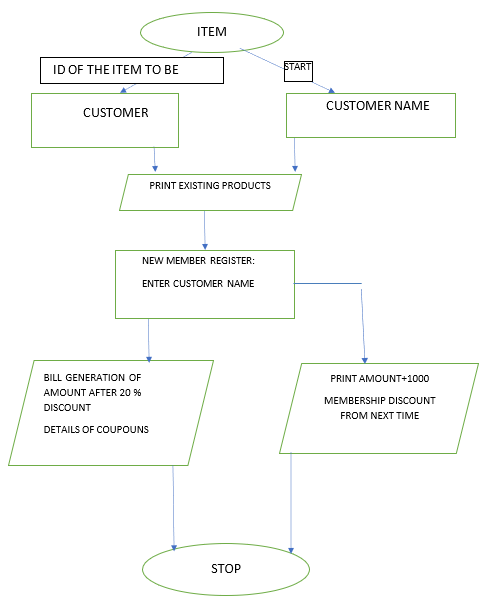 ITEM
ID OF THE ITEM TO BE
START
CUSTOMER
CUSTOMER NAME
PRINT EXISTING PRODUCTS
NEW MEMBER REGISTER:
ENTER CUSTOMER NAME
BILL GENERATION OF
AMOUNT AFTER 20 %
DISCOUNT
DETAILS OF COUPOUNS
PRINT AMOUNT+1000
MEMBERSHIP DISCOUNT
FROM NEXT TIME
STOP